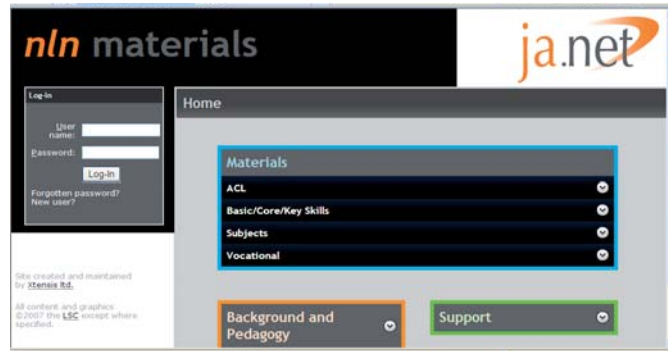 nln materials
ja.net
Log-in
User name:
Password:
Log-in
Forgotten password?
New user?
Home
Materials
ACL
Basic/Core/Key Skills
Subjects
Vocational
Background and
Pedagogy
Support
Site created and maintained
by Xtensis ltd.
All content and graphics
©2007 the LSC except where
specified.